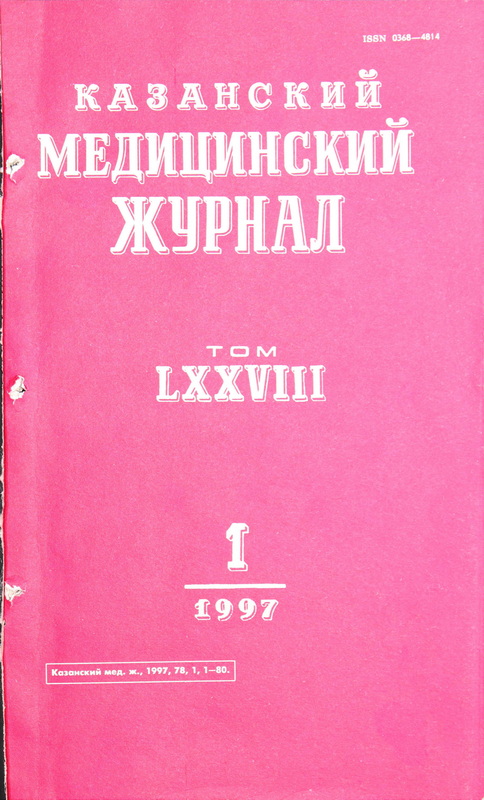 ISSN 0368—4814
КАЗАНСКИЙ
МЕДИЦИНСКИЙ
ЖУРНАЛ
ТОМ
LXXVIII
1
1997
Казанский мед. ж., 1997, 78, 1, 1—80.